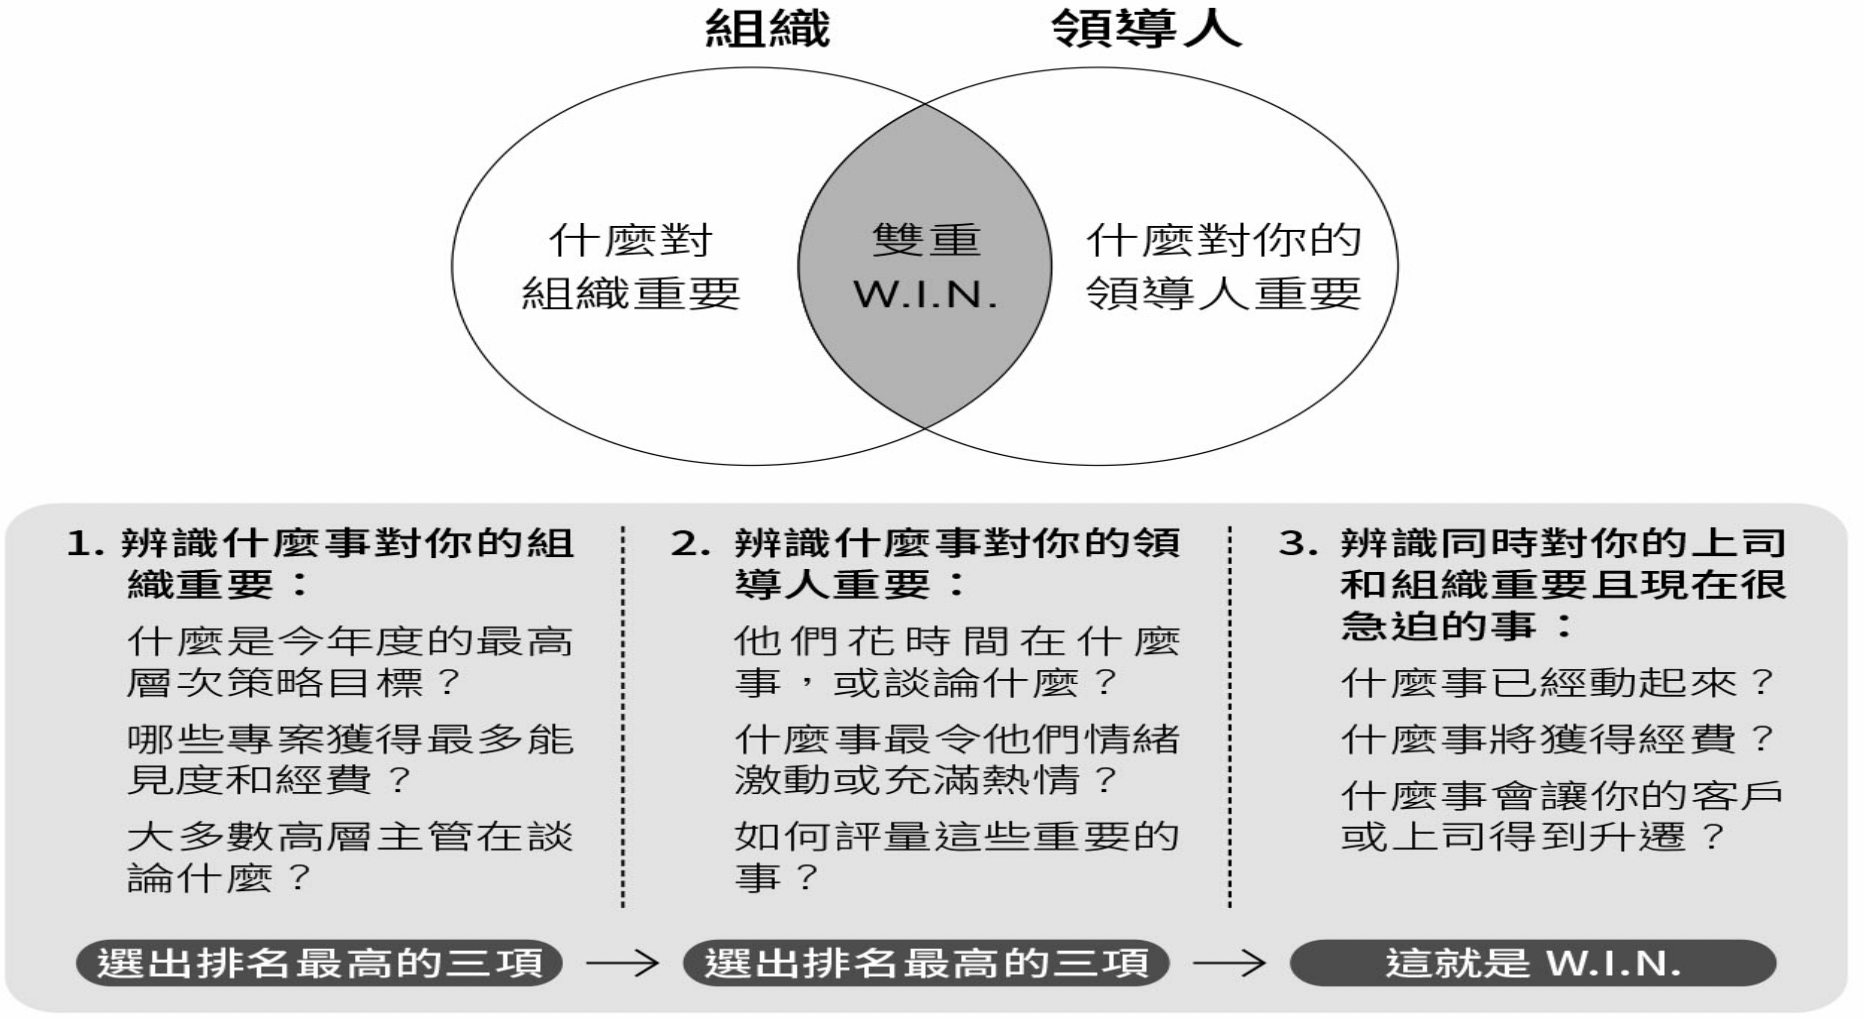 組織
領導人
什麼對
組織重要
雙重
W.I.N.
什麼對你的
領導人重要
1. 辨識什麼事對你的組
織重要：
什麼是今年度的最高
層次策略目標？
哪些專案獲得最多能
見度和經費？
大多數高層主管在談
論什麼？
選出排名最高的三項
2. 辨識什麼事對你的領
導人重要：
他們花時間在什麼
事，或談論什麼？
什麼事最令他們情緒
激動或充滿熱情？
如何評量這些重要的
事？
選出排名最高的三項
3. 辨識同時對你的上司
和組織重要且現在很
急迫的事：
什麼事已經動起來？
什麼事將獲得經費？
什麼事會讓你的客戶
或上司得到升遷？
這就是 W.I.N.